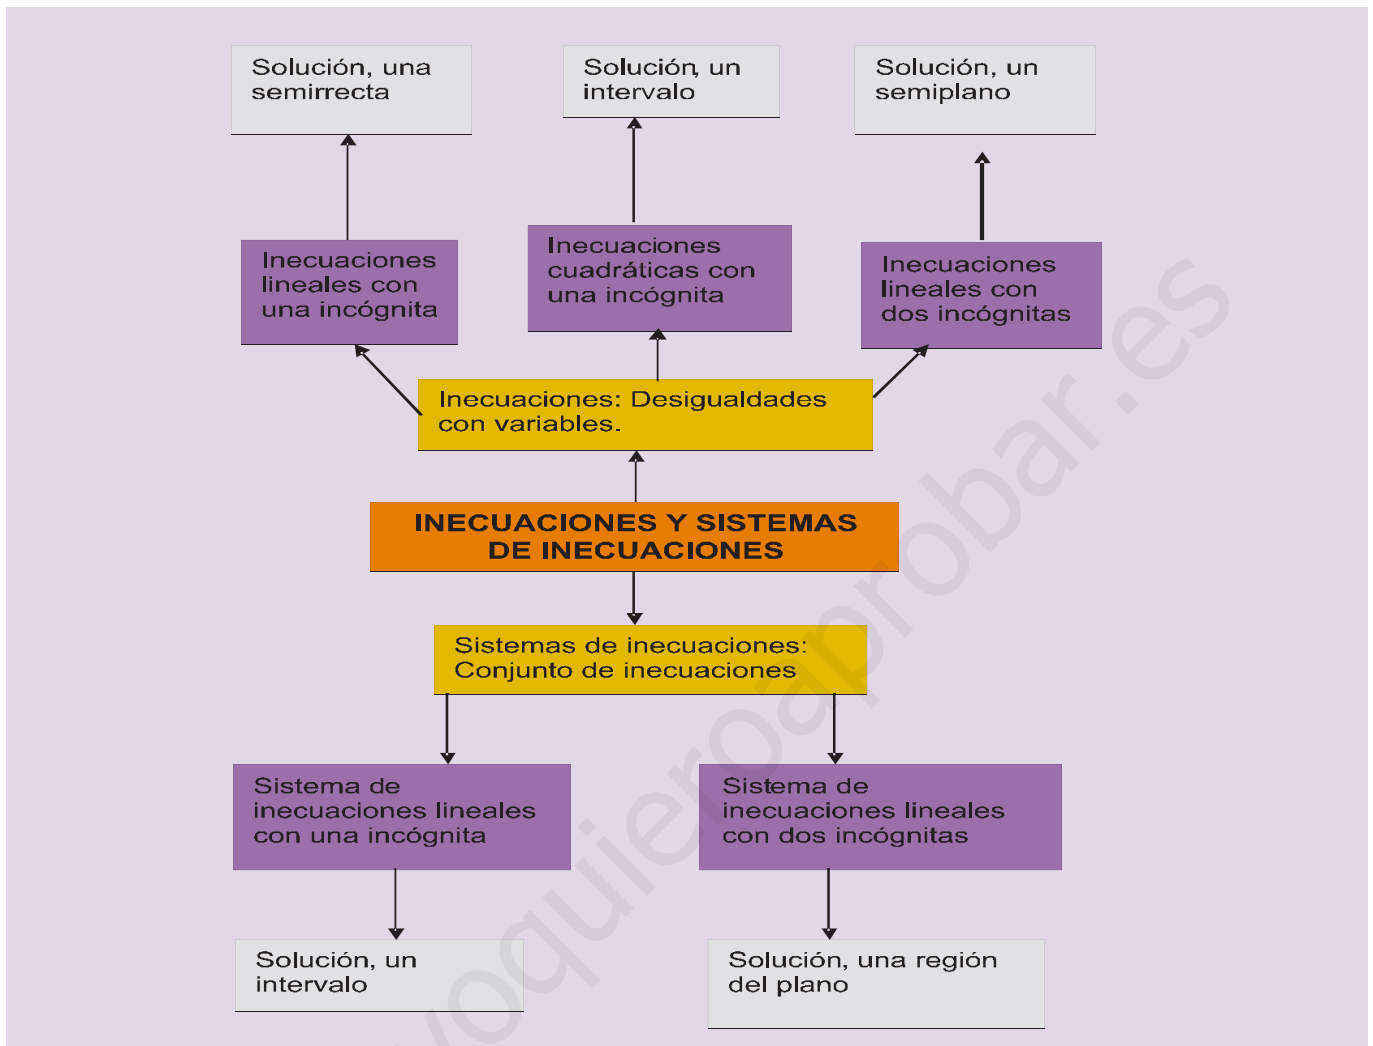 Solución, una
semirrecta
Solución, un
intervalo
Solución, un
semiplano
Inecuaciones
lineales con
una incógnita
Inecuaciones
cuadráticas con
una incógnita
Inecuaciones
lineales con
dos incógnitas
Inecuaciones: Desigualdades
con variables.
INECUACIONES Y SISTEMAS
DE INECUACIONES
Sistemas de inecuaciones:
Conjunto de inecuaciones
Sistema de
inecuaciones lineales
con una incógnita
Sistema de
inecuaciones lineales
con dos incógnitas
Solución, un
intervalo
Solución, una región
del plano
yoquieroaprobar.es